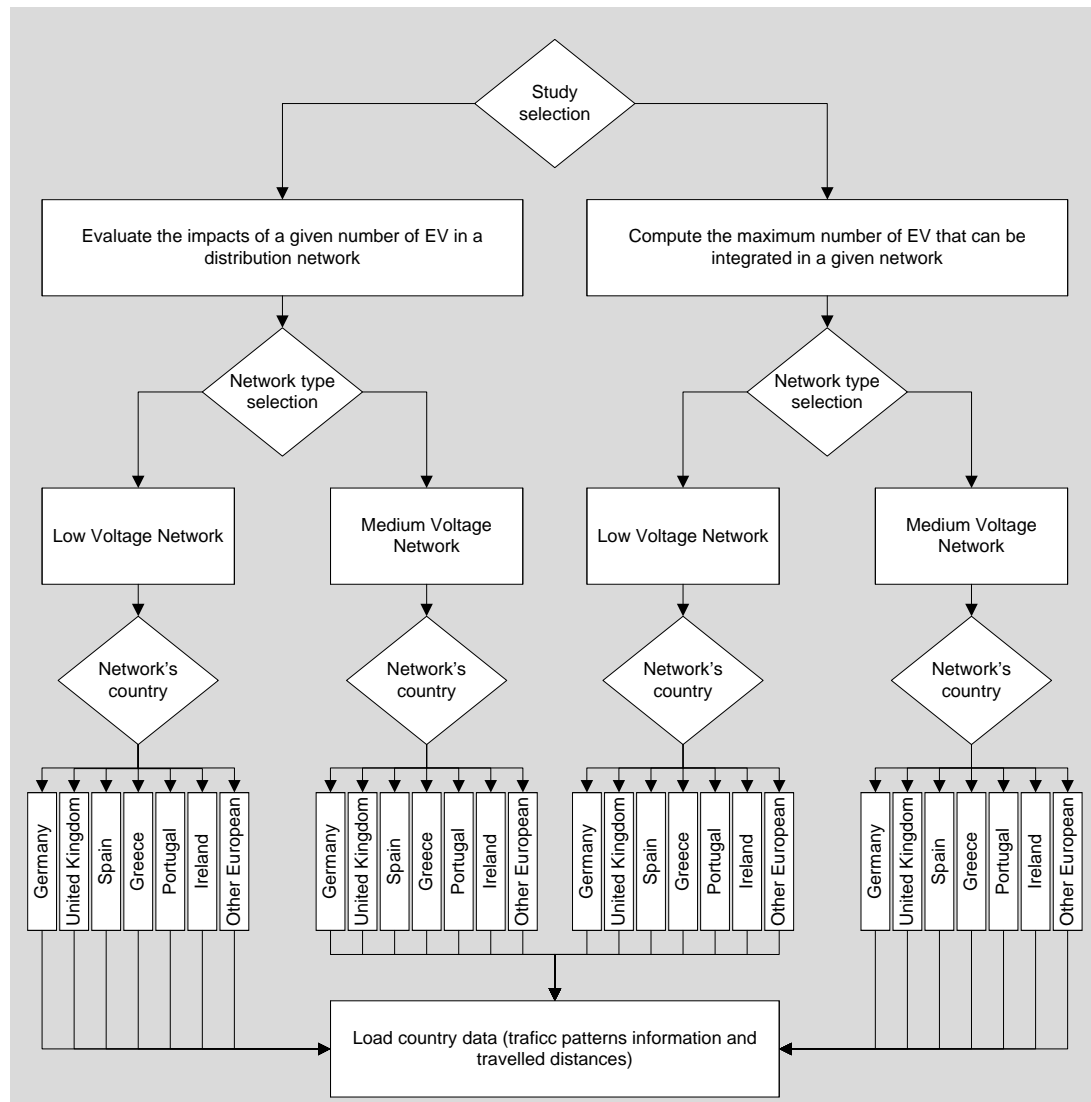 Study
selection
Evaluate the impacts of a given number of EV in a
distribution network
Compute the maximum number of EV that can be
integrated in a given network
Network type
selection
Network type
selection
Low Voltage Network
Medium Voltage
Network
Low Voltage Network
Medium Voltage
Network
Network's
country
Network's
country
Network's
country
Network's
country
Germany
United Kingdom
Spain
Greece
Portugal
Ireland
Other European
Germany
United Kingdom
Spain
Greece
Portugal
Ireland
Other European
Germany
United Kingdom
Spain
Greece
Portugal
Ireland
Other European
Germany
United Kingdom
Spain
Greece
Portugal
Ireland
Other European
Load country data (traficc patterns information and
travelled distances)